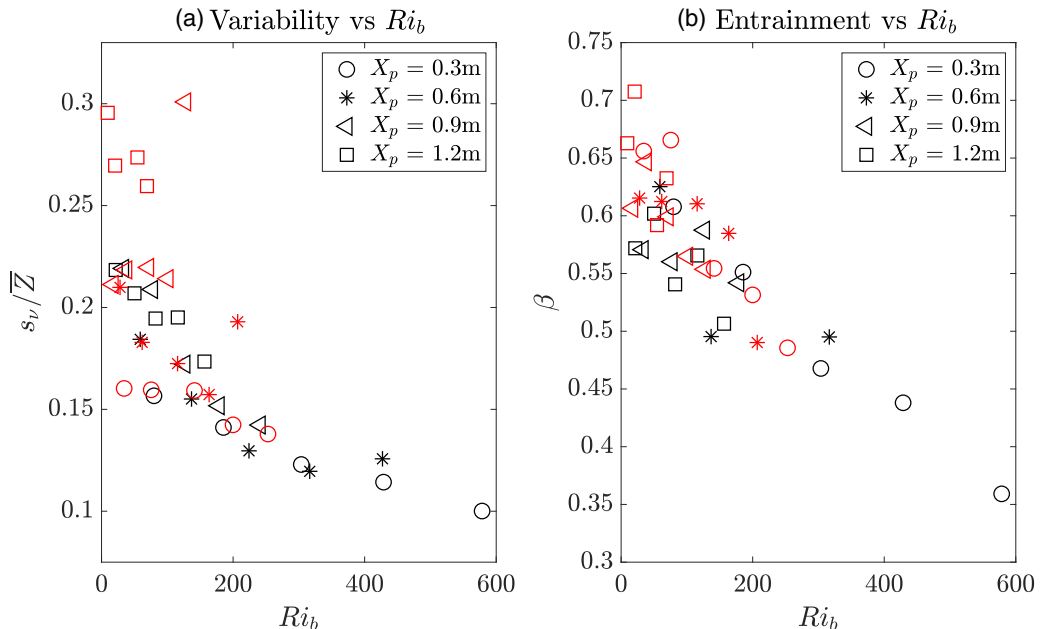 (a) Variability vs Ri_b
X_p = 0.3m
X_p = 0.6m
X_p = 0.9m
X_p = 1.2m
0.3
0.25
0.2
0.15
0.1
s_ν/Z̅
0 200 400 600
Ri_b
(b) Entrainment vs Ri_b
X_p = 0.3m
X_p = 0.6m
X_p = 0.9m
X_p = 1.2m
0.75
0.7
0.65
0.6
0.55
0.5
0.45
0.4
0.35
0.3
β
0 200 400 600
Ri_b